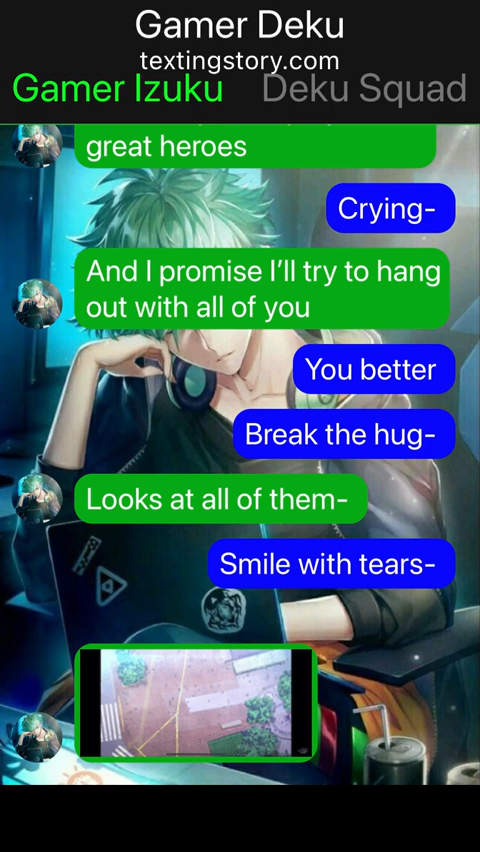 Gamer Deku
textingstory.com
Gamer Izuku
Deku Squad
great heroes
Crying-
And I promise I’ll try to hang
out with all of you
You better
Break the hug-
Looks at all of them-
Smile with tears-